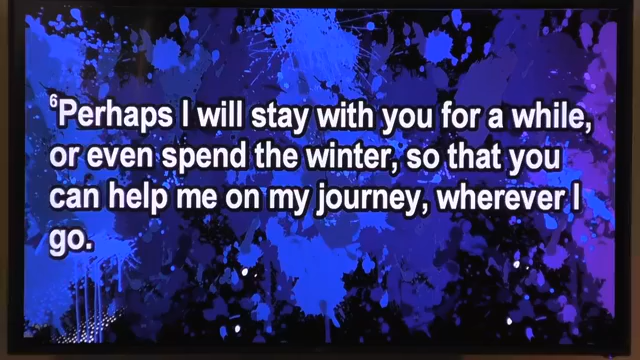 ⁶Perhaps I will stay with you for a while,
or even spend the winter, so that you
can help me on my journey, wherever I
go.